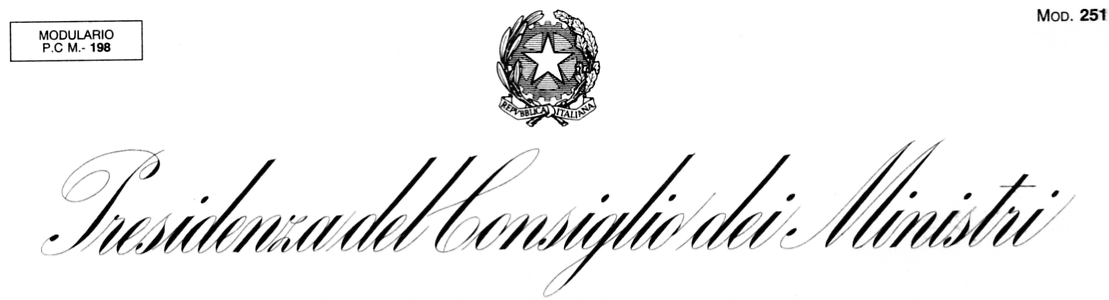 MOD. 251
MODULARIO
P.C M.- 198
REPVBBLICA ITALIANA
Presidenza del Consiglio dei Ministri